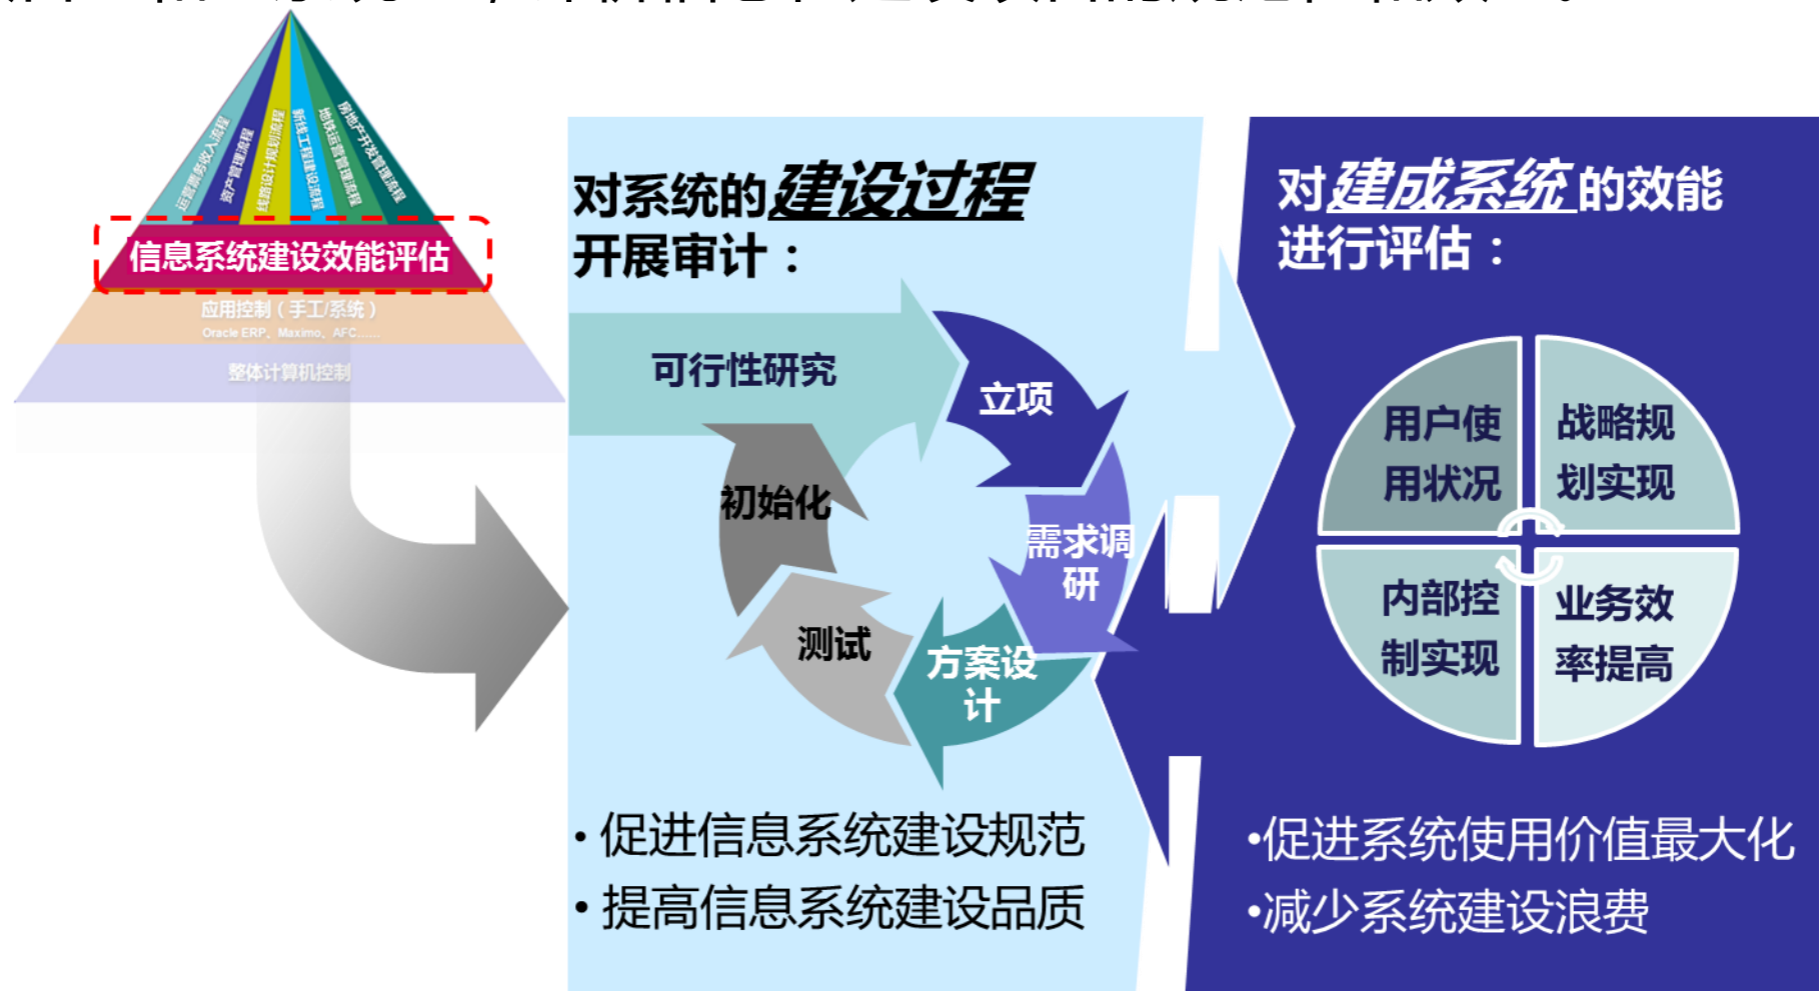 运营票务收入流程
资产管理流程
线路设计规划流程
新线工程建设流程
地铁运营管理流程
房地产开发管理流程
信息系统建设效能评估
应用控制（手工/系统）
Oracle ERP、Maximo、AFC……
整体计算机控制
对系统的建设过程
开展审计：
可行性研究
立项
需求调
研
方案设
计
测试
初始化
• 促进信息系统建设规范
• 提高信息系统建设品质
对建成系统的效能
进行评估：
用户使
用状况
战略规
划实现
内部控
制实现
业务效
率提高
•促进系统使用价值最大化
•减少系统建设浪费